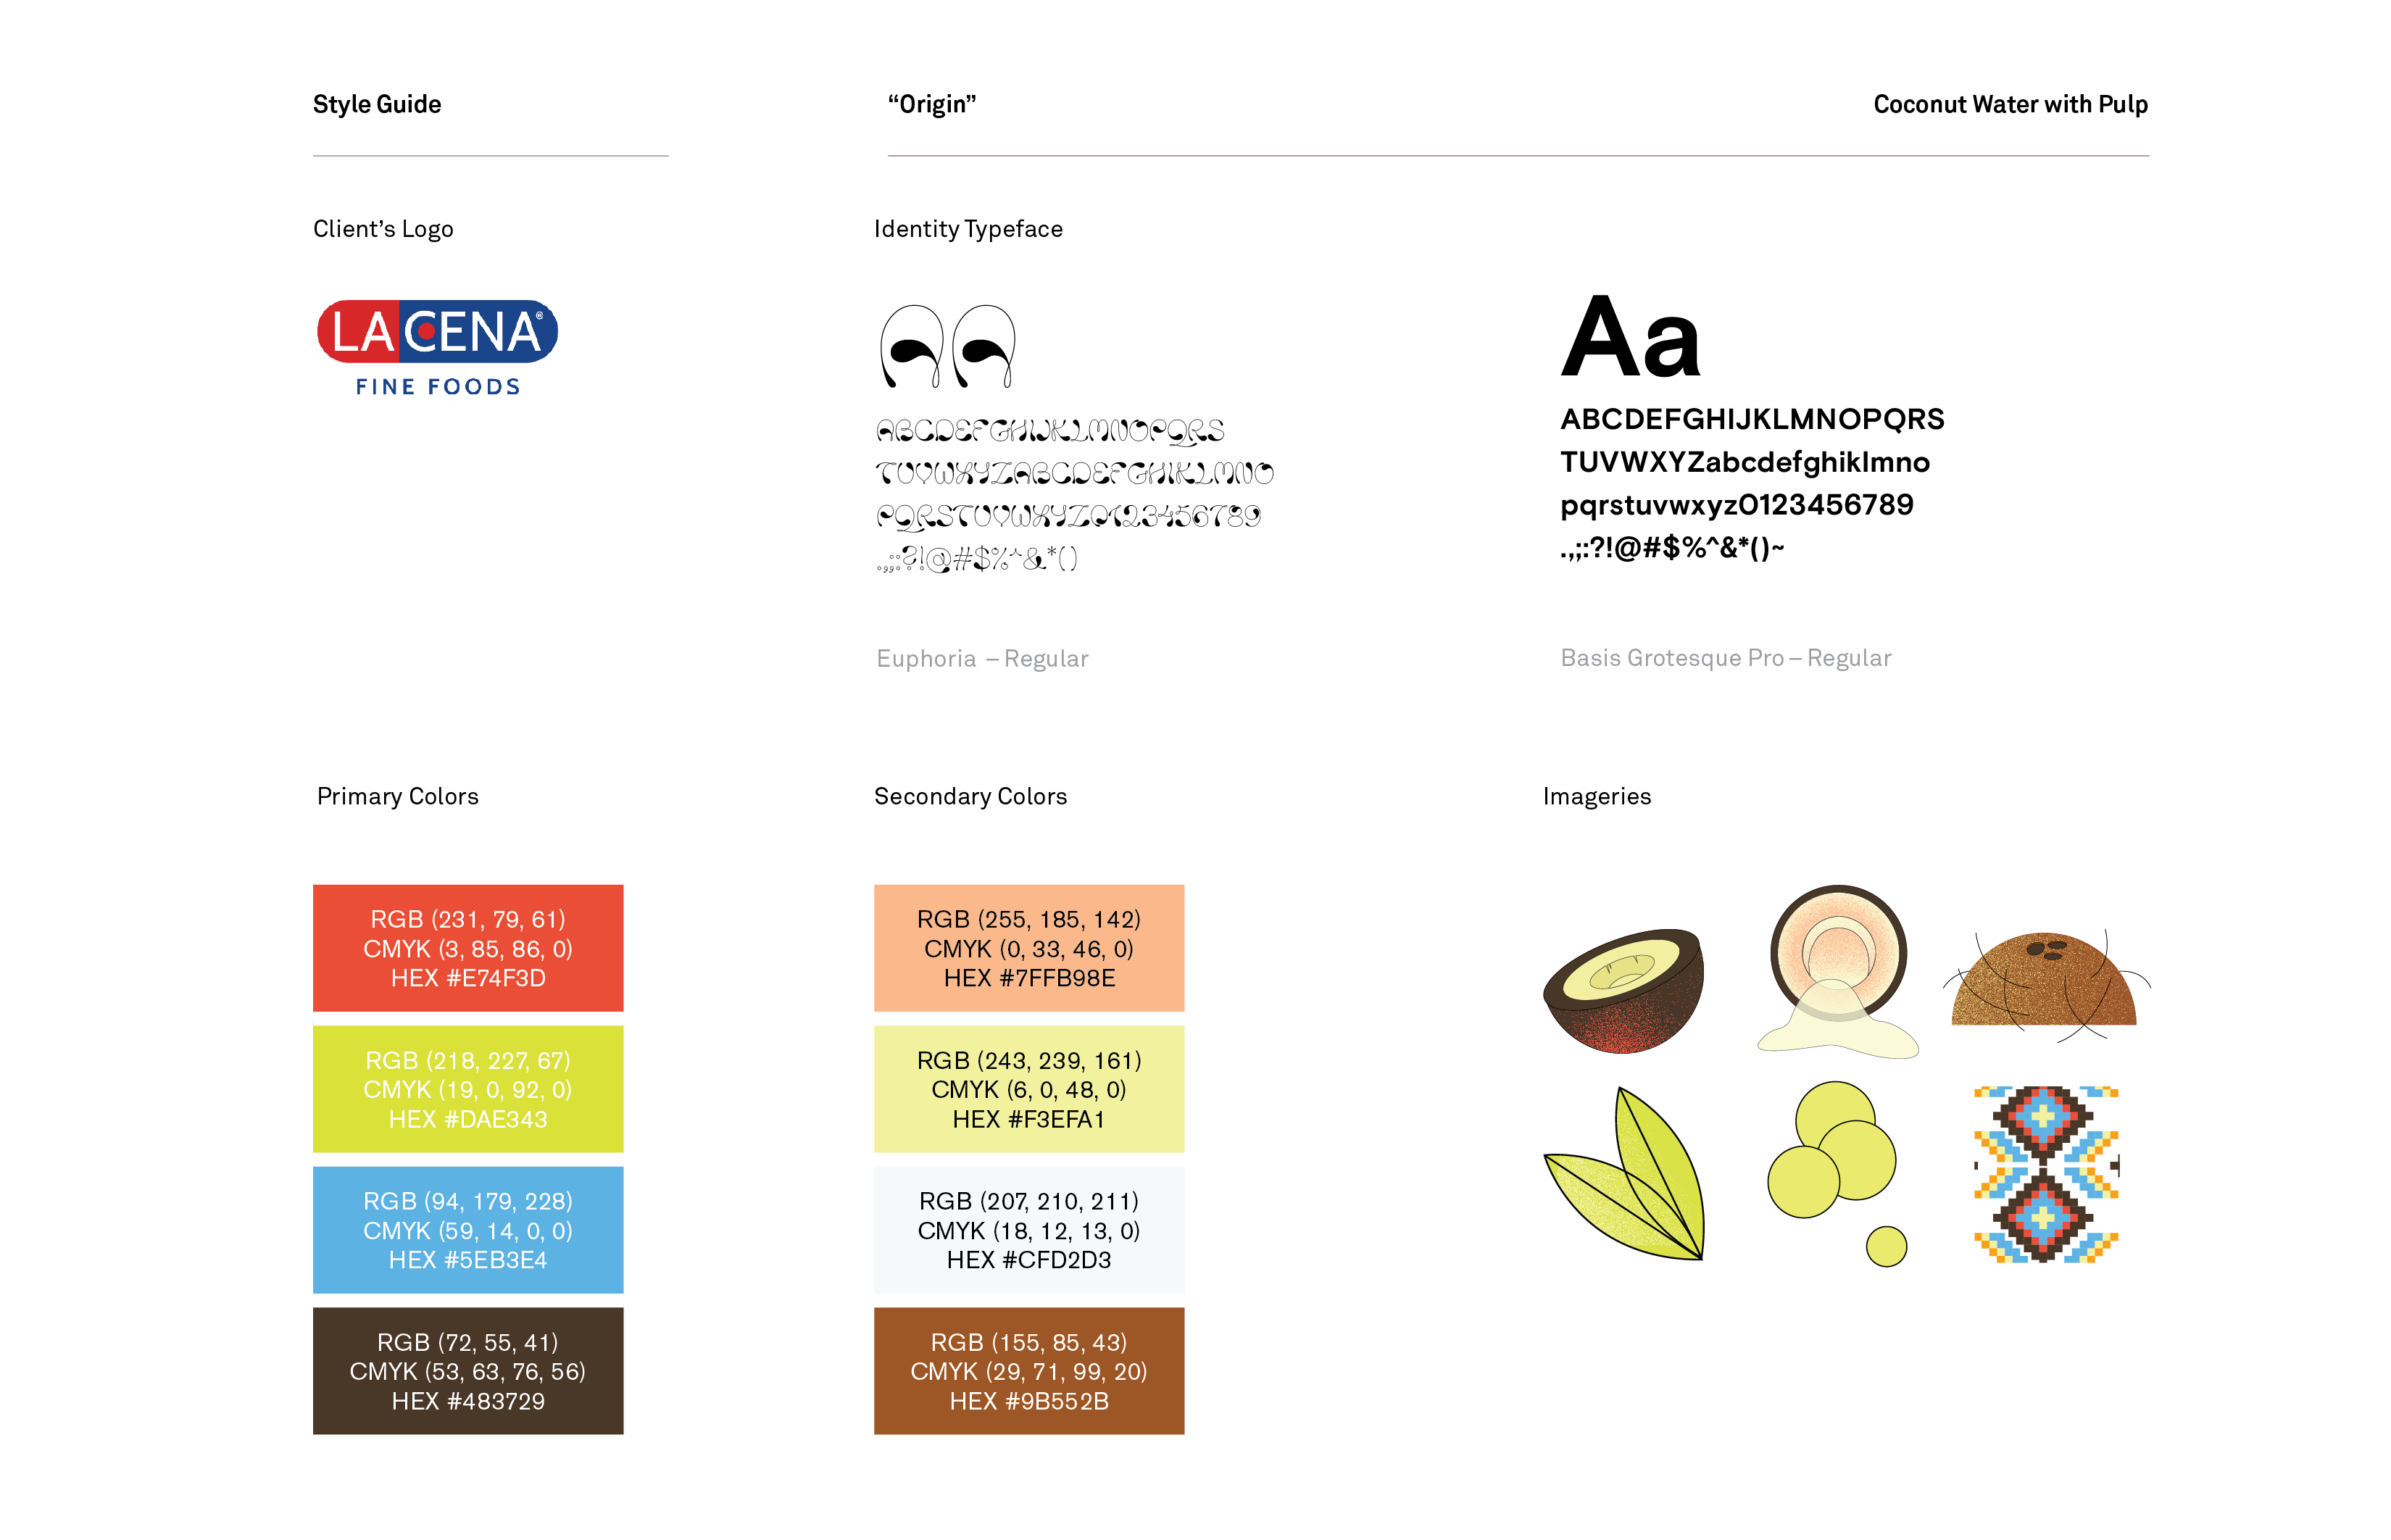 Style Guide
“Origin”
Coconut Water with Pulp
Client’s Logo
LACENA®
FINE FOODS
Identity Typeface
AA
ABCDEFGHIJKLMNOPQRS
TUVWXYZABCDEFGHIKLMNO
PQRSTUVWXYZ0123456789
.,;:?!@#$%^&*()
Euphoria – Regular
Aa
ABCDEFGHIJKLMNOPQRS
TUVWXYZabcdefghiklmno
pqrstuvwxyz0123456789
.,;:?!@#$%^&*()~
Basis Grotesque Pro – Regular
Primary Colors
RGB (231, 79, 61)
CMYK (3, 85, 86, 0)
HEX #E74F3D
RGB (218, 227, 67)
CMYK (19, 0, 92, 0)
HEX #DAE343
RGB (94, 179, 228)
CMYK (59, 14, 0, 0)
HEX #5EB3E4
RGB (72, 55, 41)
CMYK (53, 63, 76, 56)
HEX #483729
Secondary Colors
RGB (255, 185, 142)
CMYK (0, 33, 46, 0)
HEX #7FFB98E
RGB (243, 239, 161)
CMYK (6, 0, 48, 0)
HEX #F3EFA1
RGB (207, 210, 211)
CMYK (18, 12, 13, 0)
HEX #CFD2D3
RGB (155, 85, 43)
CMYK (29, 71, 99, 20)
HEX #9B552B
Imageries